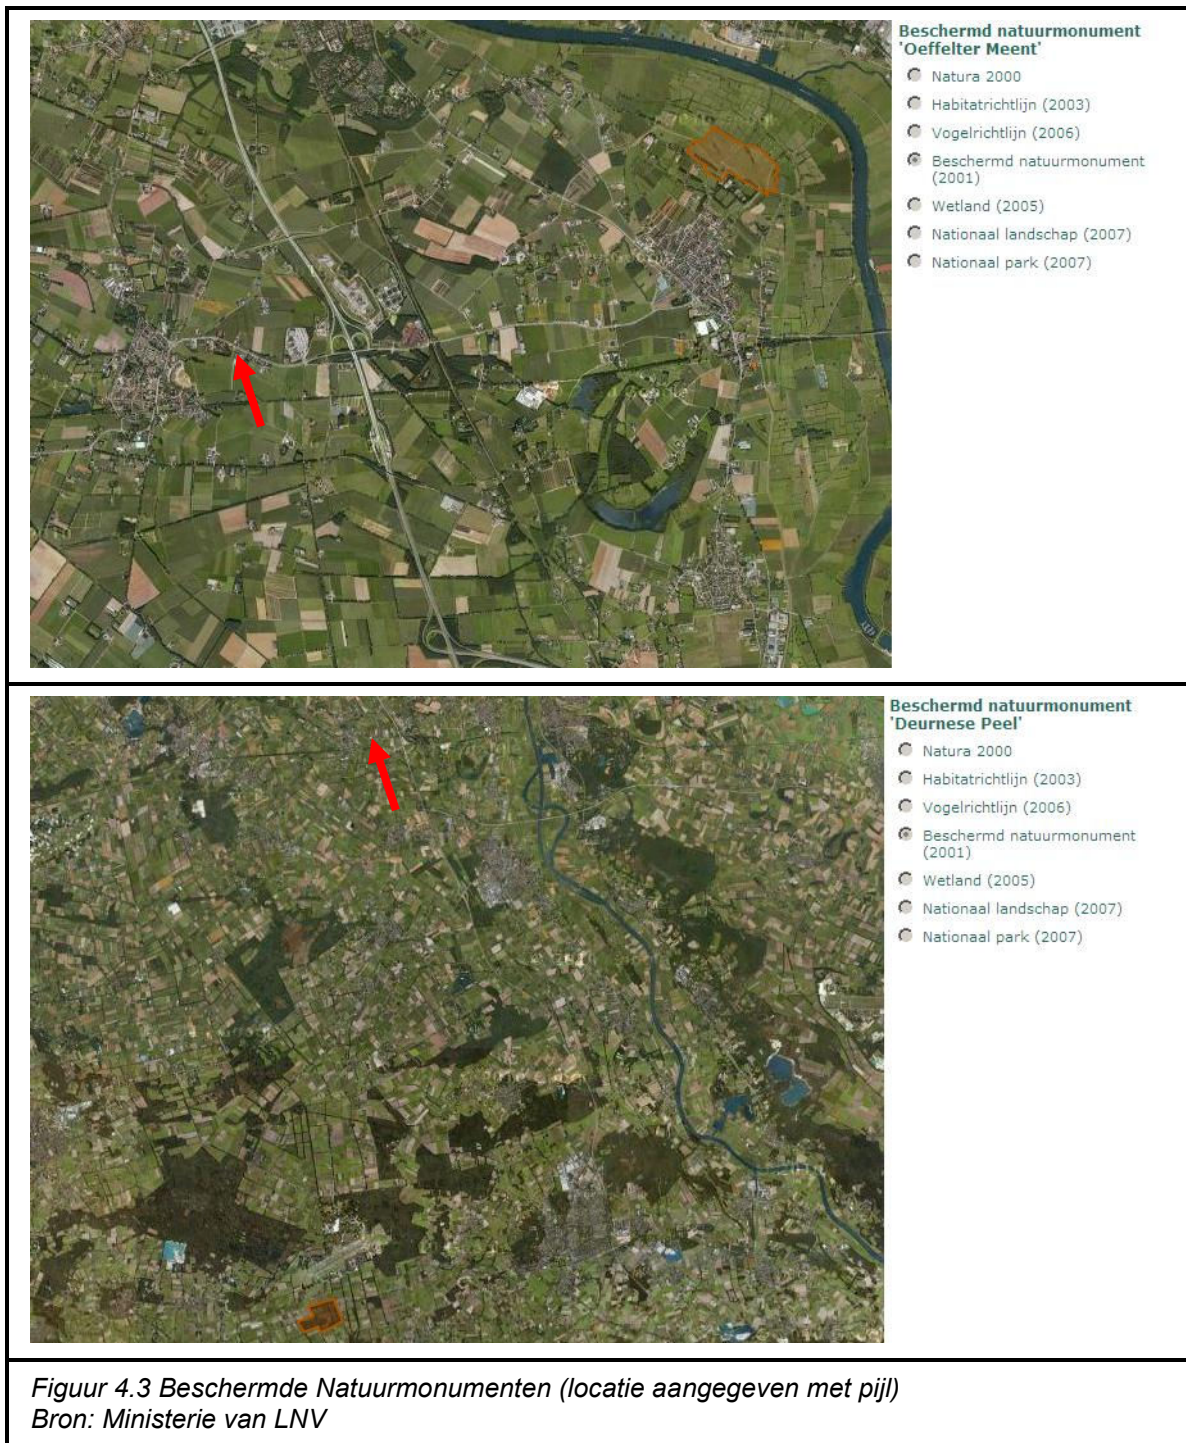 Beschermd natuurmonument
'Oeffelter Meent'
Natura 2000
Habitatrichtlijn (2003)
Vogelrichtlijn (2006)
Beschermd natuurmonument
(2001)
Wetland (2005)
Nationaal landschap (2007)
Nationaal park (2007)
Beschermd natuurmonument
'Deurnese Peel'
Natura 2000
Habitatrichtlijn (2003)
Vogelrichtlijn (2006)
Beschermd natuurmonument
(2001)
Wetland (2005)
Nationaal landschap (2007)
Nationaal park (2007)
Figuur 4.3 Beschermde Natuurmonumenten (locatie aangegeven met pijl)
Bron: Ministerie van LNV